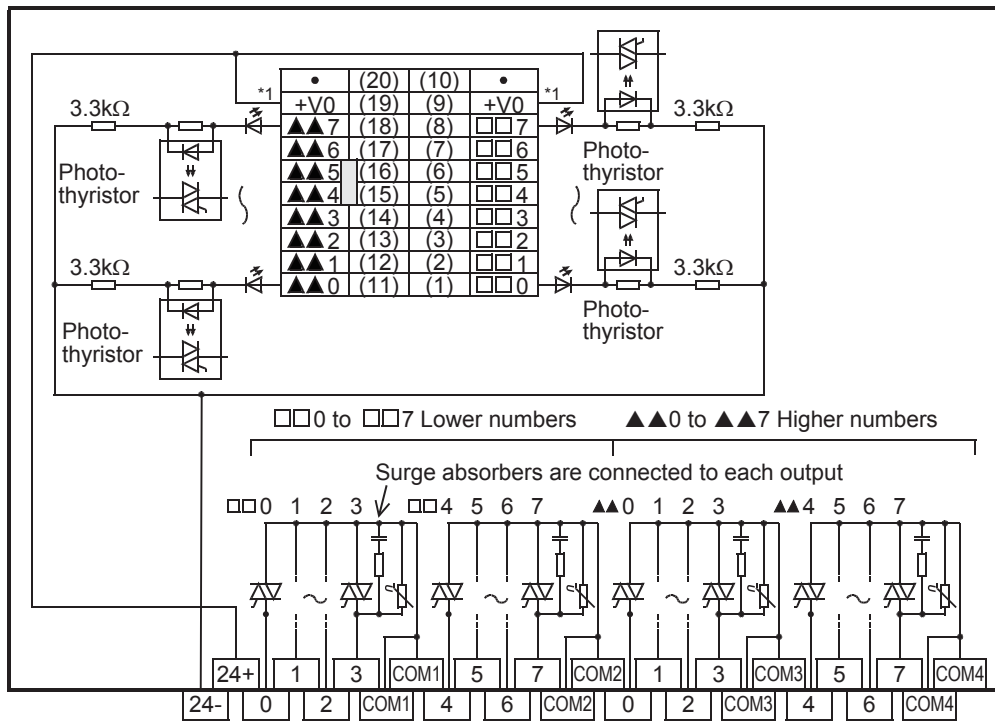 • (20) (10) •
*1 +V0 (19) (9) +V0 *1
3.3kΩ ▲▲7 (18) (8) □□7 3.3kΩ
▲▲6 (17) (7) □□6
Photo-
thyristor
▲▲5 (16) (6) □□5
Photo-
thyristor
▲▲4 (15) (5) □□4
▲▲3 (14) (4) □□3
▲▲2 (13) (3) □□2
3.3kΩ ▲▲1 (12) (2) □□1 3.3kΩ
▲▲0 (11) (1) □□0
Photo-
thyristor
Photo-
thyristor
□□0 to □□7 Lower numbers ▲▲0 to ▲▲7 Higher numbers
Surge absorbers are connected to each output
□□0 1 2 3 □□4 5 6 7 ▲▲0 1 2 3 ▲▲4 5 6 7
24+ 1 3 COM1 5 7 COM2 1 3 COM3 5 7 COM4
24- 0 2 COM1 4 6 COM2 0 2 COM3 4 6 COM4